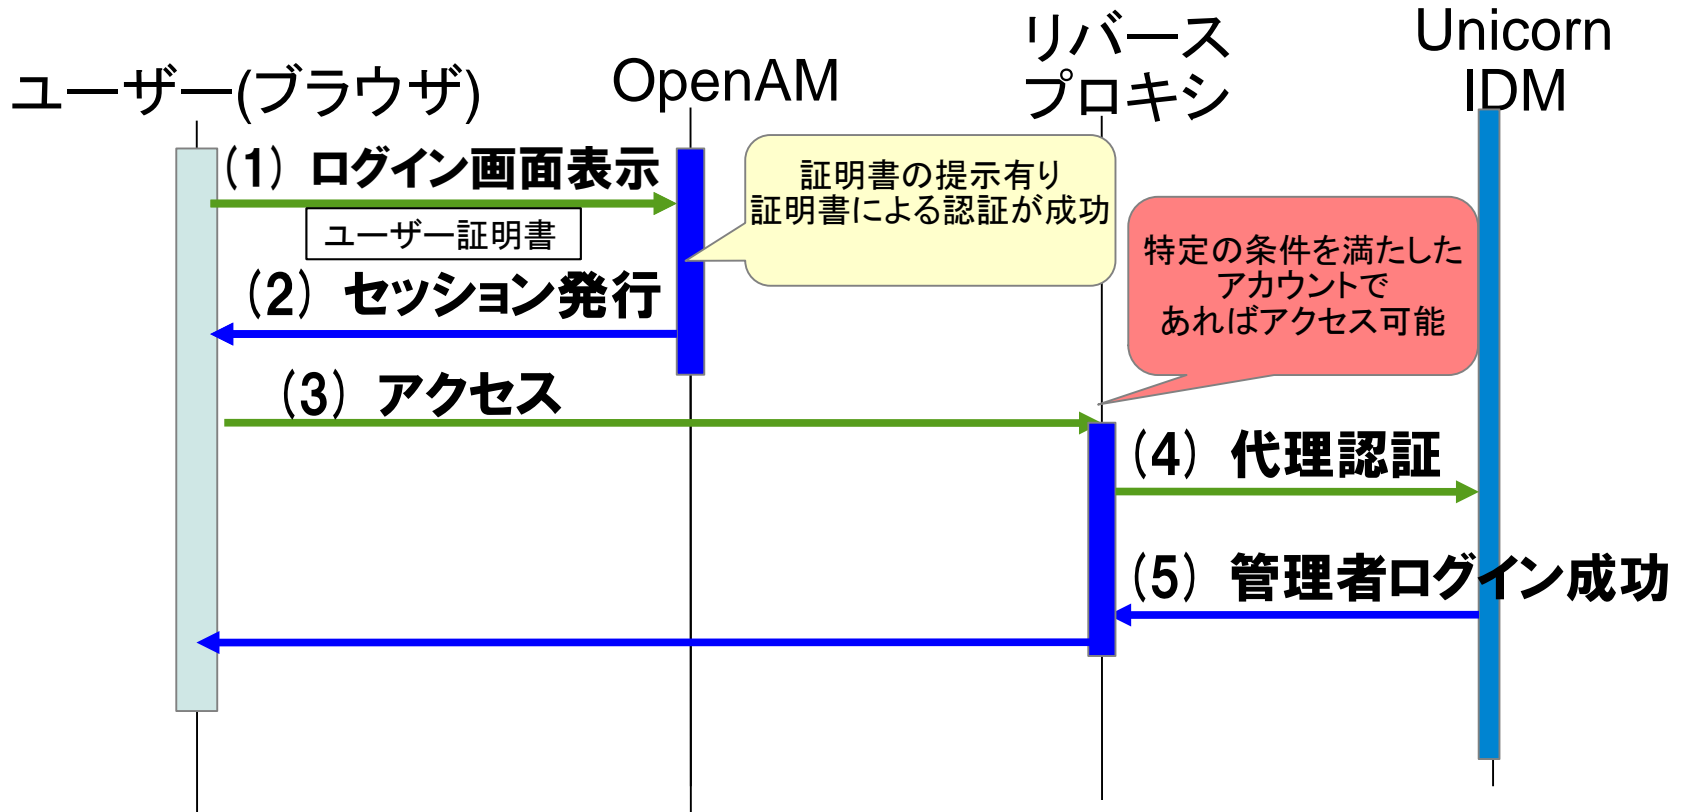 ユーザー(ブラウザ)
OpenAM
リバース
プロキシ
Unicorn
IDM
(1) ログイン画面表示
ユーザー証明書
証明書の提示有り
証明書による認証が成功
(2) セッション発行
特定の条件を満たした
アカウントで
あればアクセス可能
(3) アクセス
(4) 代理認証
(5) 管理者ログイン成功